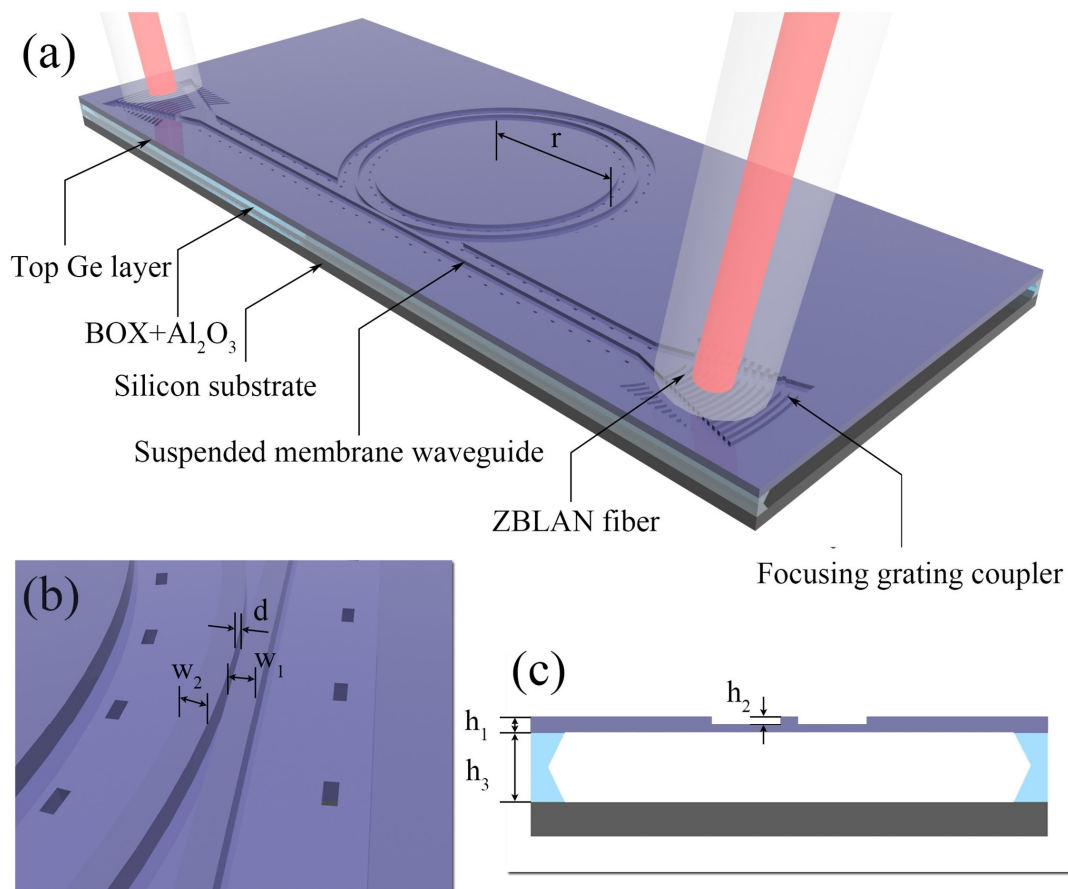 (a)
r
Top Ge layer
BOX+Al₂O₃
Silicon substrate
Suspended membrane waveguide
ZBLAN fiber
Focusing grating coupler
(b)
d
w₁
w₂
(c)
h₂
h₁
h₃